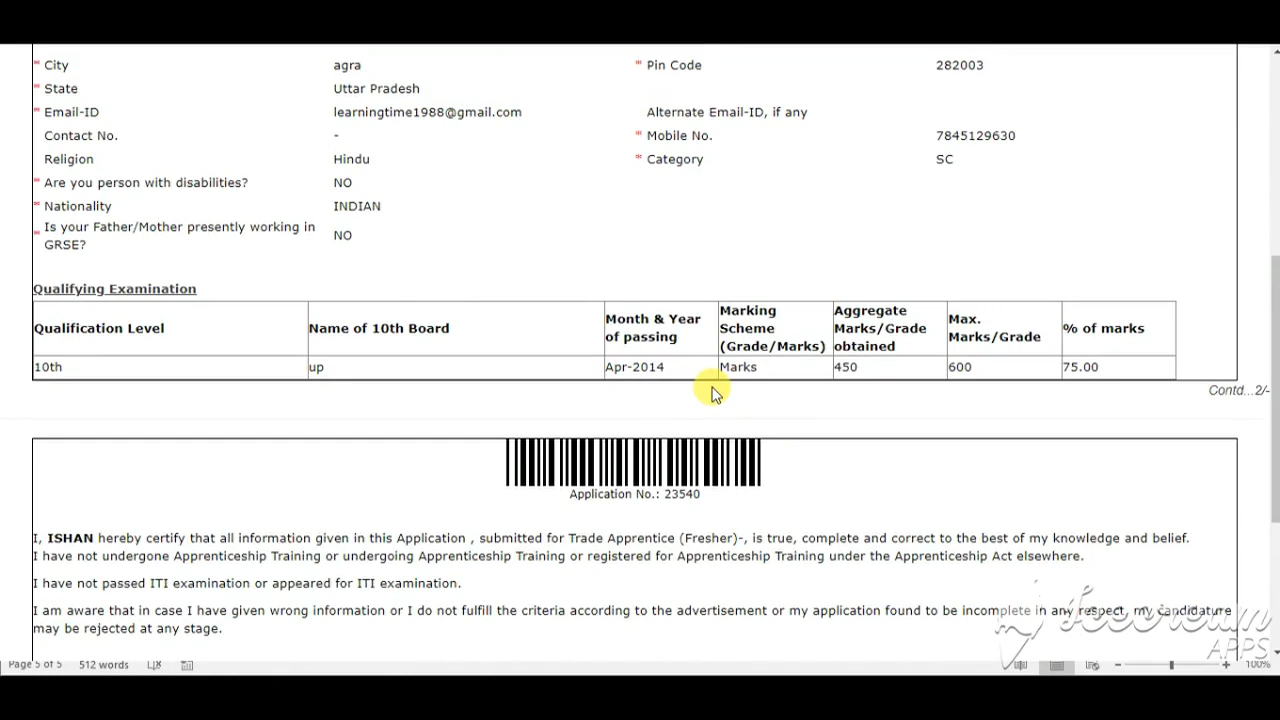 * City agra * Pin Code 282003
* State Uttar Pradesh
* Email-ID learningtime1988@gmail.com Alternate Email-ID, if any
Contact No. - * Mobile No. 7845129630
Religion Hindu * Category SC
* Are you person with disabilities? NO
* Nationality INDIAN
* Is your Father/Mother presently working in GRSE? NO
Qualifying Examination
Qualification Level Name of 10th Board Month & Year of passing Marking Scheme (Grade/Marks) Aggregate Marks/Grade obtained Max. Marks/Grade % of marks
10th up Apr-2014 Marks 450 600 75.00
Contd...2/-
Application No.: 23540
I, ISHAN hereby certify that all information given in this Application , submitted for Trade Apprentice (Fresher)-, is true, complete and correct to the best of my knowledge and belief.
I have not undergone Apprenticeship Training or undergoing Apprenticeship Training or registered for Apprenticeship Training under the Apprenticeship Act elsewhere.
I have not passed ITI examination or appeared for ITI examination.
I am aware that in case I have given wrong information or I do not fulfill the criteria according to the advertisement or my application found to be incomplete in any respect, my candidature
may be rejected at any stage.
Icecream
APPS
Page 5 of 5 512 words 100%